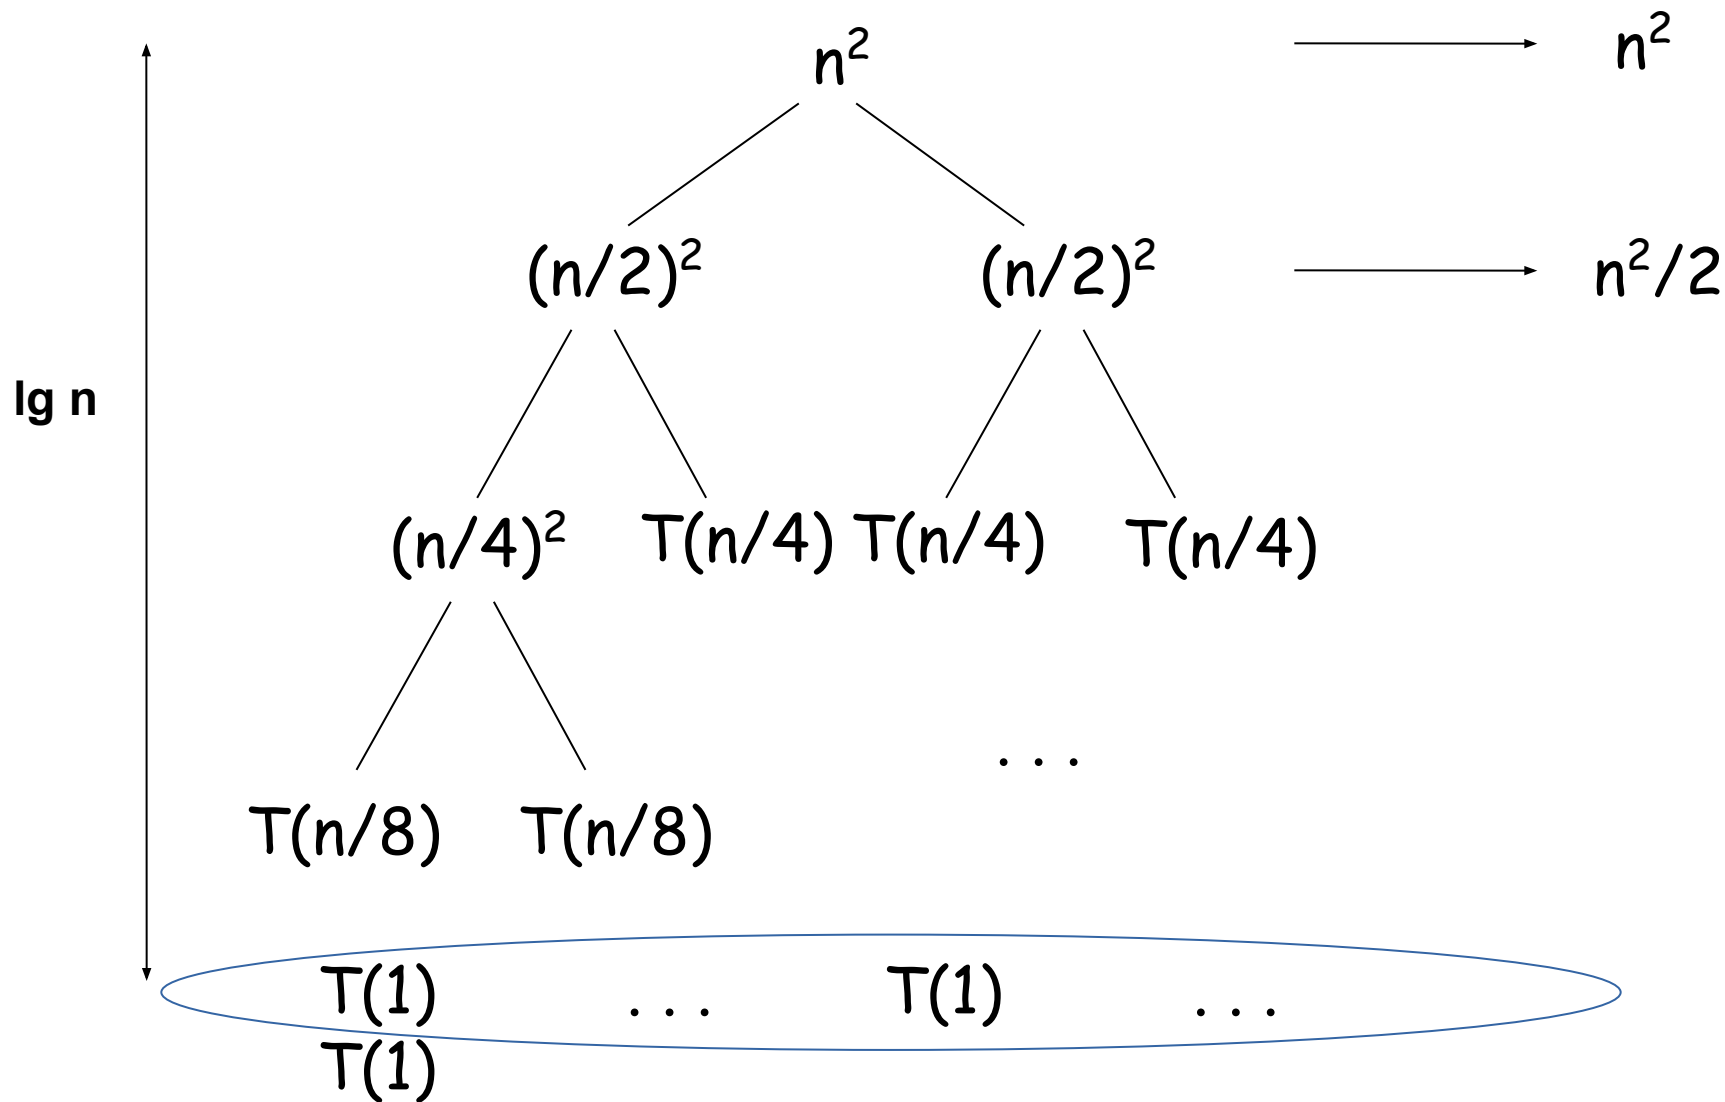 n² n²
(n/2)² (n/2)² n²/2
lg n
(n/4)² T(n/4) T(n/4) T(n/4)
. . .
T(n/8) T(n/8)
T(1) . . . T(1) . . .
T(1)